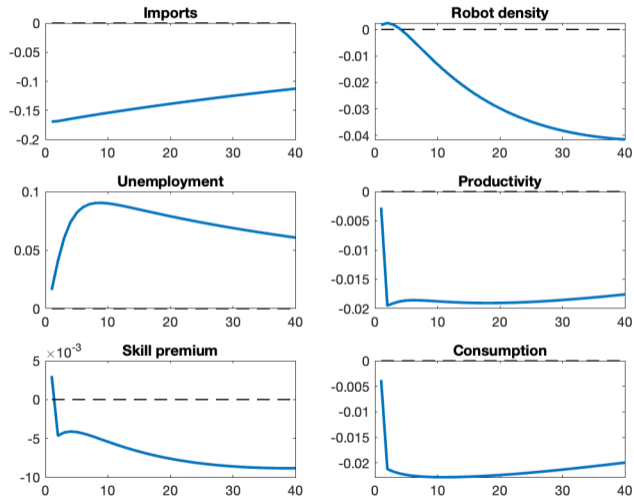 Imports
0
-0.05
-0.1
-0.15
-0.2
0 10 20 30 40
Robot density
0
-0.01
-0.02
-0.03
-0.04
0 10 20 30 40
Unemployment
0.1
0.05
0
0 10 20 30 40
Productivity
0
-0.005
-0.01
-0.015
-0.02
0 10 20 30 40
Skill premium
×10⁻³
5
0
-5
-10
0 10 20 30 40
Consumption
0
-0.005
-0.01
-0.015
-0.02
0 10 20 30 40